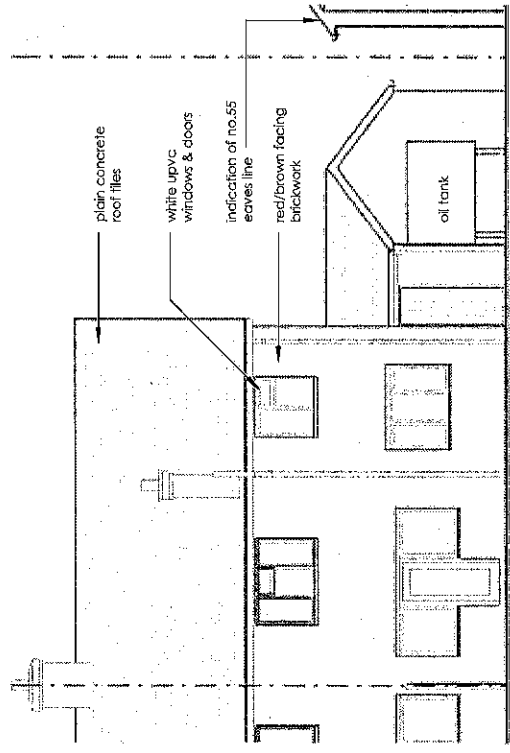 plain concrete
roof tiles
white upvc
windows & doors
indication of no.55
eaves line
red/brown facing
brickwork
oil tank